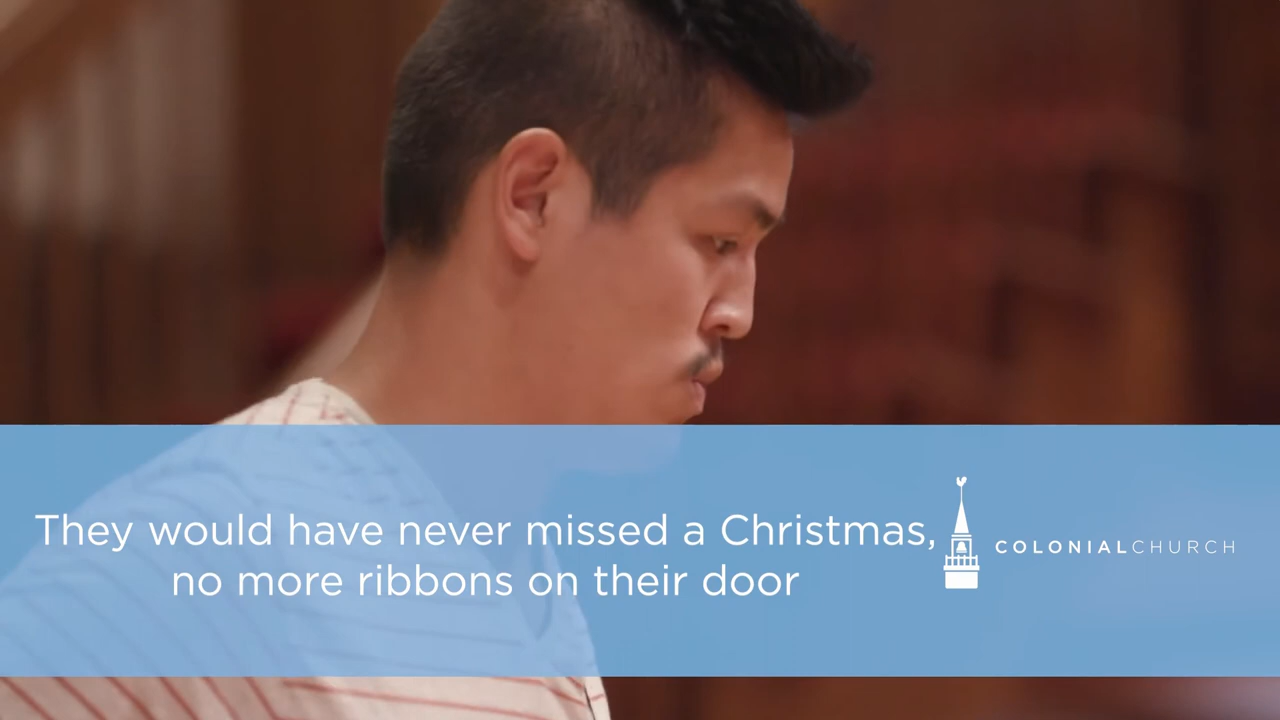 They would have never missed a Christmas,
no more ribbons on their door
COLONIALCHURCH